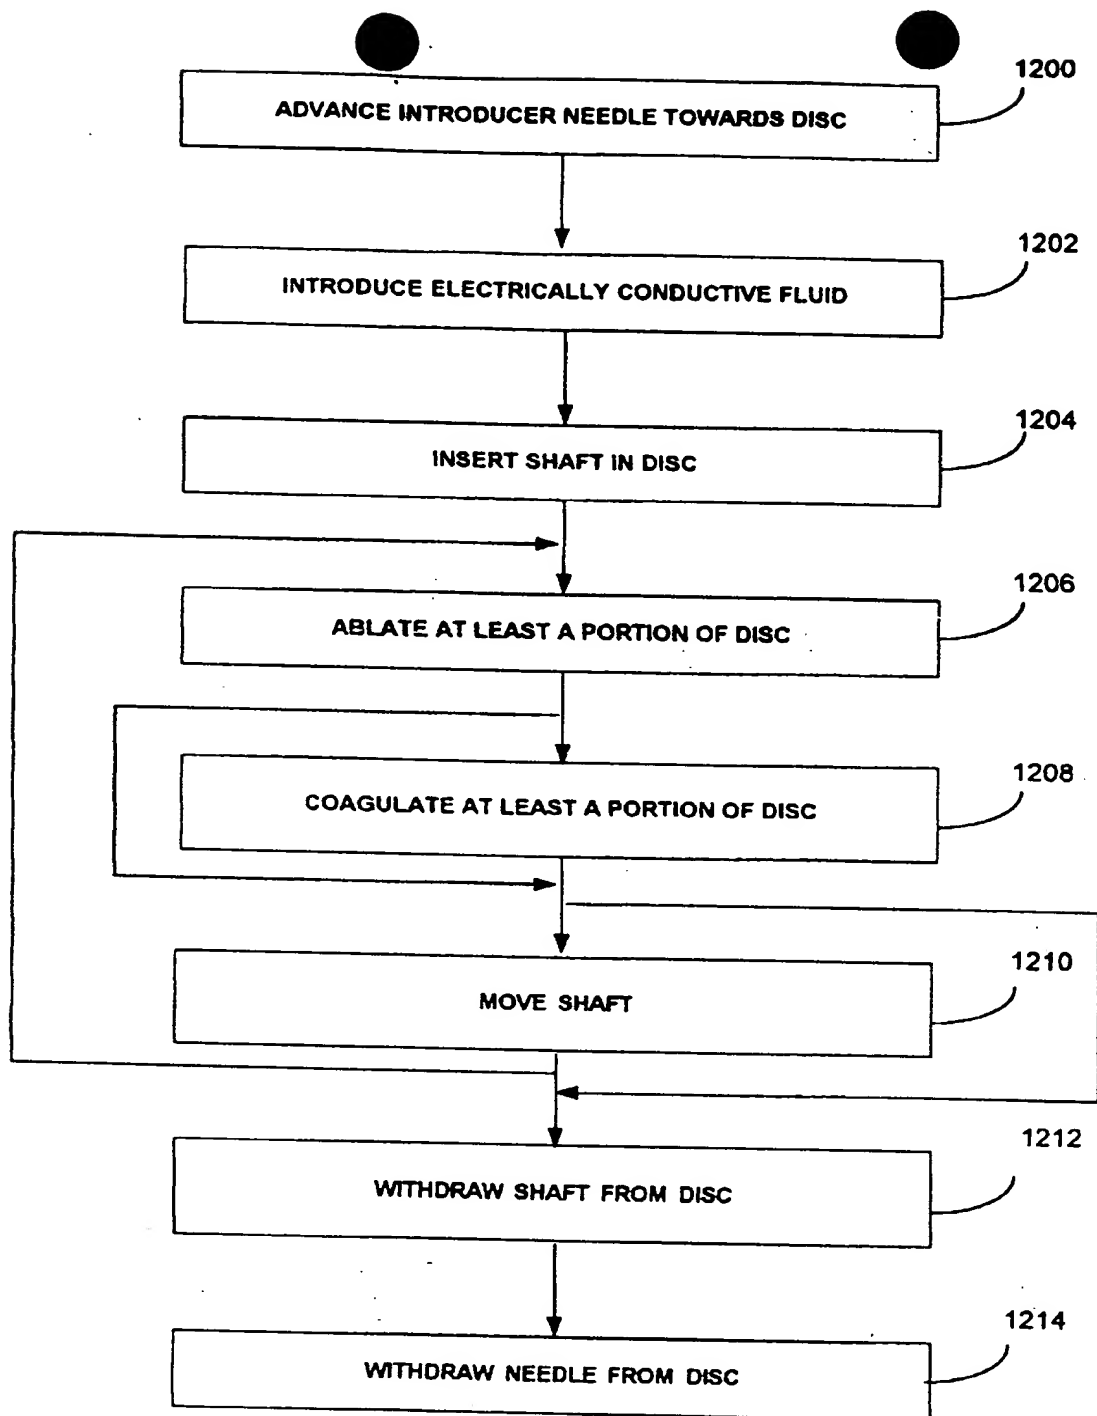 1200
ADVANCE INTRODUCER NEEDLE TOWARDS DISC
1202
INTRODUCE ELECTRICALLY CONDUCTIVE FLUID
1204
INSERT SHAFT IN DISC
1206
ABLATE AT LEAST A PORTION OF DISC
1208
COAGULATE AT LEAST A PORTION OF DISC
1210
MOVE SHAFT
1212
WITHDRAW SHAFT FROM DISC
1214
WITHDRAW NEEDLE FROM DISC